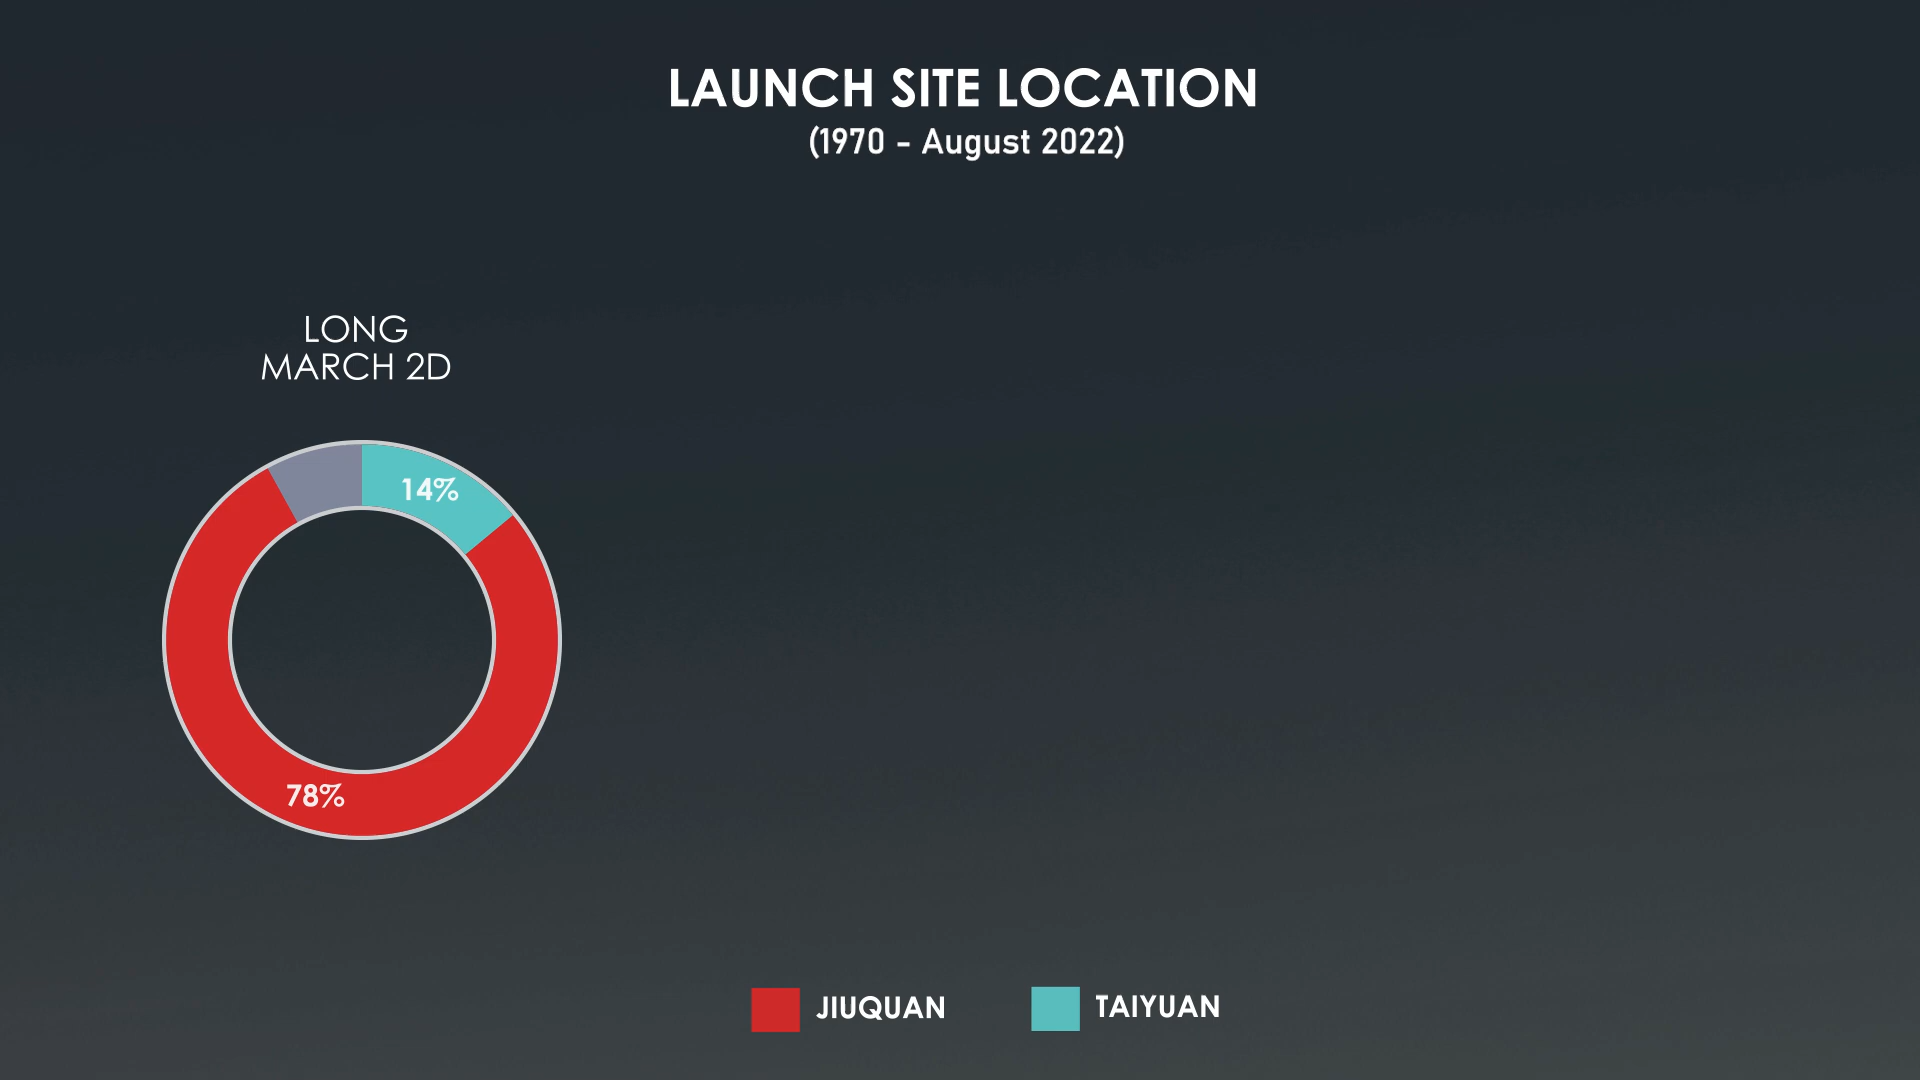 LAUNCH SITE LOCATION
(1970 - August 2022)
LONG
MARCH 2D
14%
78%
JIUQUAN
TAIYUAN